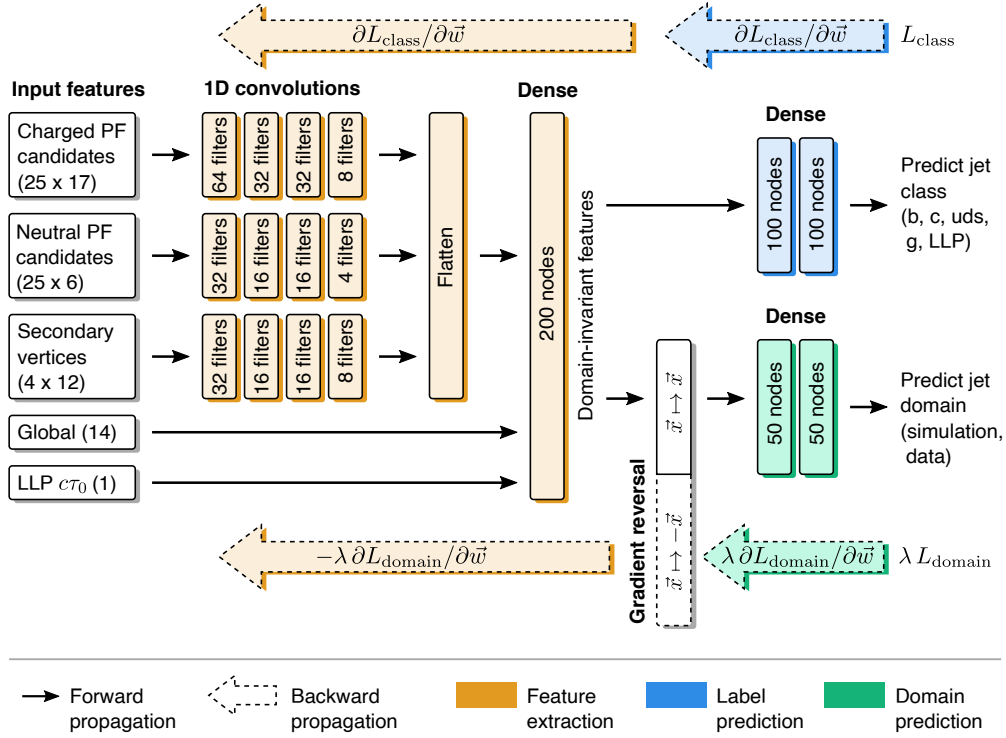 ∂L_class/∂w⃗
∂L_class/∂w⃗
L_class
Input features
1D convolutions
Dense
Charged PF
candidates
(25 x 17)
64 filters
32 filters
32 filters
8 filters
Neutral PF
candidates
(25 x 6)
32 filters
16 filters
16 filters
4 filters
Secondary
vertices
(4 x 12)
32 filters
16 filters
16 filters
8 filters
Global (14)
LLP cτ₀ (1)
Flatten
200 nodes
Domain-invariant features
Dense
100 nodes
100 nodes
Predict jet
class
(b, c, uds,
g, LLP)
Dense
x⃗ ↦ x⃗
50 nodes
50 nodes
Predict jet
domain
(simulation,
data)
Gradient reversal
x⃗ ↦ −x⃗
−λ ∂L_domain/∂w⃗
λ ∂L_domain/∂w⃗
λ L_domain
Forward
propagation
Backward
propagation
Feature
extraction
Label
prediction
Domain
prediction